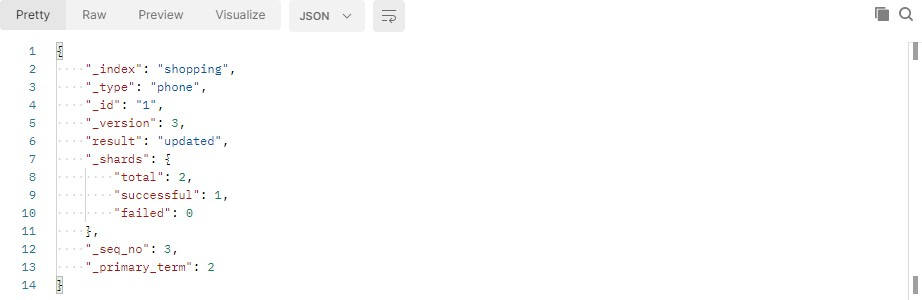 Pretty Raw Preview Visualize JSON
1 {
2 "_index": "shopping",
3 "_type": "phone",
4 "_id": "1",
5 "_version": 3,
6 "result": "updated",
7 "_shards": {
8 "total": 2,
9 "successful": 1,
10 "failed": 0
11 },
12 "_seq_no": 3,
13 "_primary_term": 2
14 }